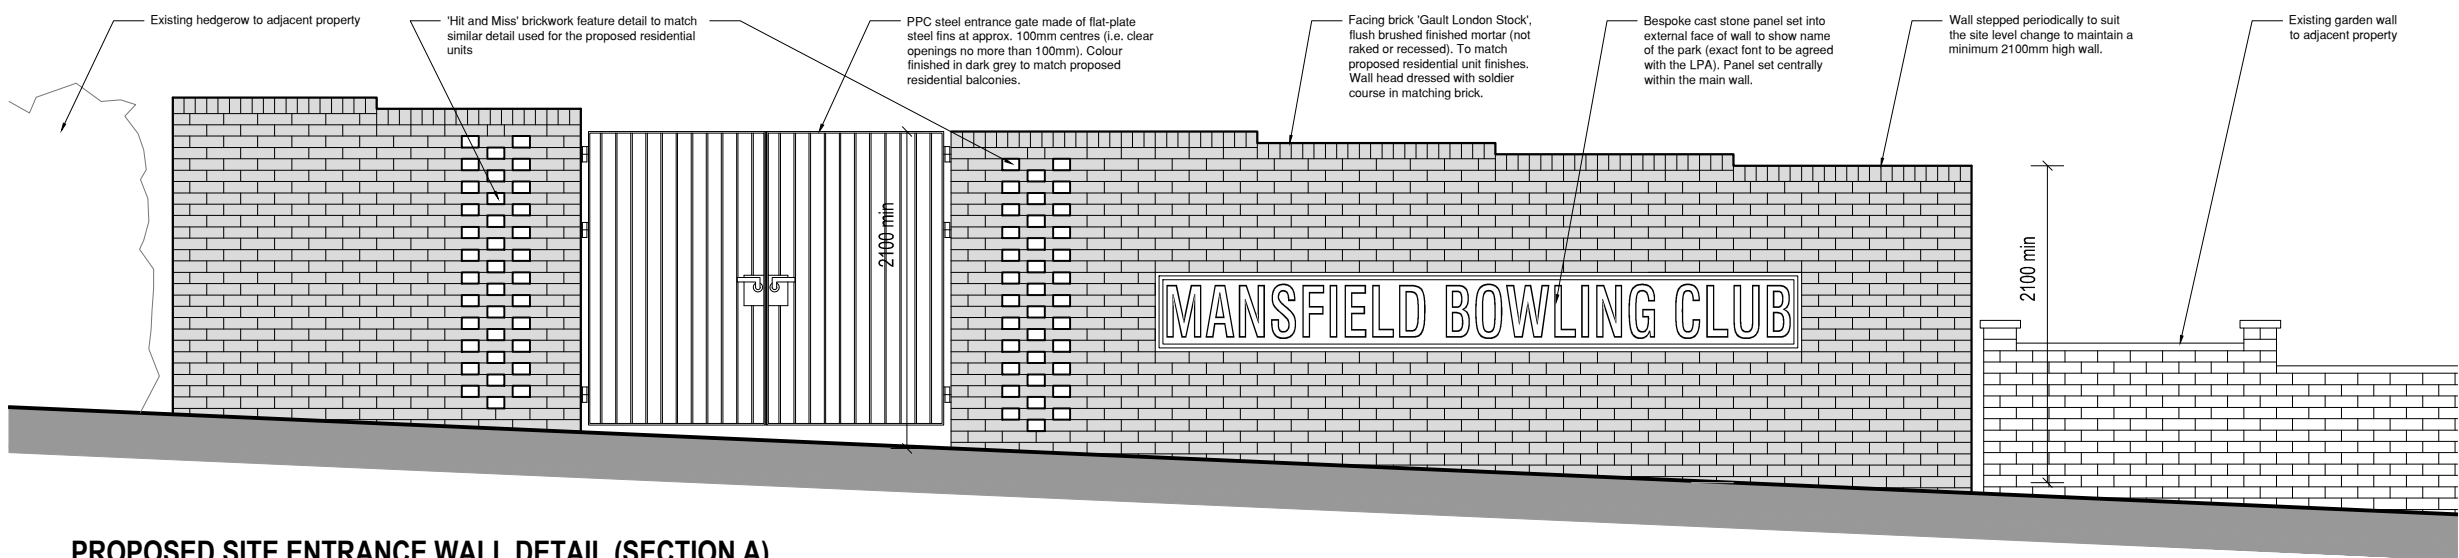 Existing hedgerow to adjacent property
'Hit and Miss' brickwork feature detail to match
similar detail used for the proposed residential
units
PPC steel entrance gate made of flat-plate
steel fins at approx. 100mm centres (i.e. clear
openings no more than 100mm). Colour
finished in dark grey to match proposed
residential balconies.
Facing brick 'Gault London Stock',
flush brushed finished mortar (not
raked or recessed). To match
proposed residential unit finishes.
Wall head dressed with soldier
course in matching brick.
Bespoke cast stone panel set into
external face of wall to show name
of the park (exact font to be agreed
with the LPA). Panel set centrally
within the main wall.
Wall stepped periodically to suit
the site level change to maintain a
minimum 2100mm high wall.
Existing garden wall
to adjacent property
2100 min
2100 min
MANSFIELD BOWLING CLUB
PROPOSED SITE ENTRANCE WALL DETAIL (SECTION A)